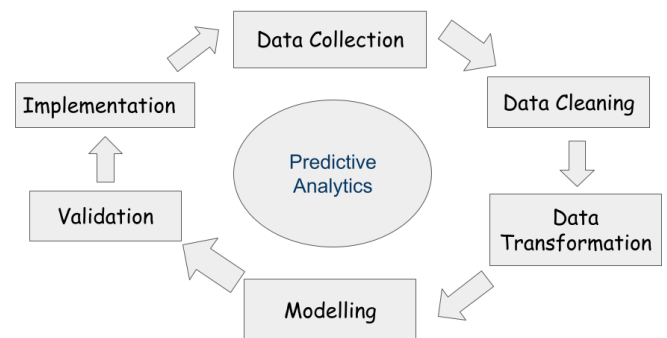 Data Collection
Data Cleaning
Data
Transformation
Modelling
Validation
Implementation
Predictive
Analytics